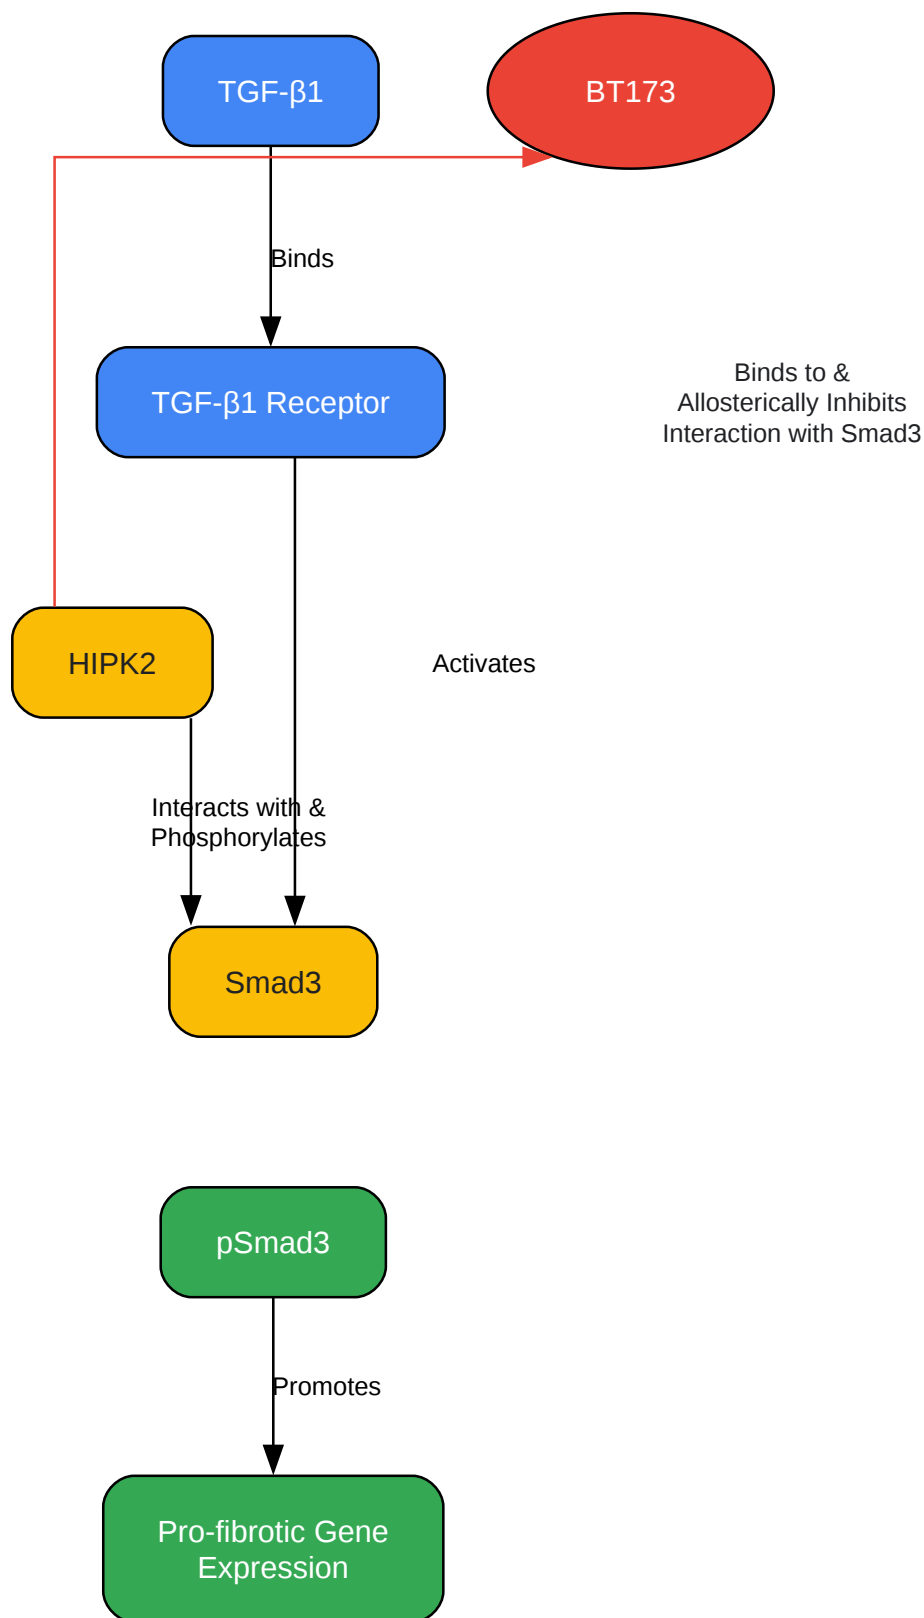 TGF-β1
BT173
Binds
TGF-β1 Receptor
Binds to &
Allosterically Inhibits
Interaction with Smad3
HIPK2
Activates
Interacts with &
Phosphorylates
Smad3
pSmad3
Promotes
Pro-fibrotic Gene
Expression